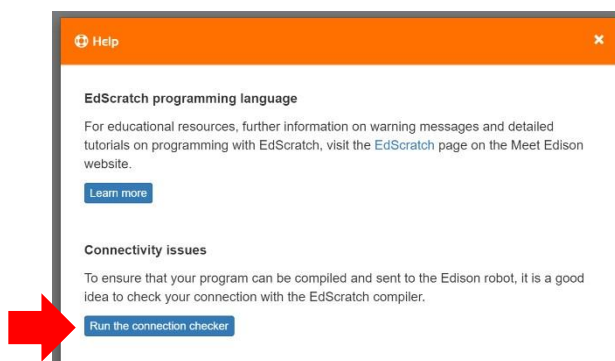 Help
EdScratch programming language
For educational resources, further information on warning messages and detailed
tutorials on programming with EdScratch, visit the EdScratch page on the Meet Edison
website.
Learn more
Connectivity issues
To ensure that your program can be compiled and sent to the Edison robot, it is a good
idea to check your connection with the EdScratch compiler.
Run the connection checker